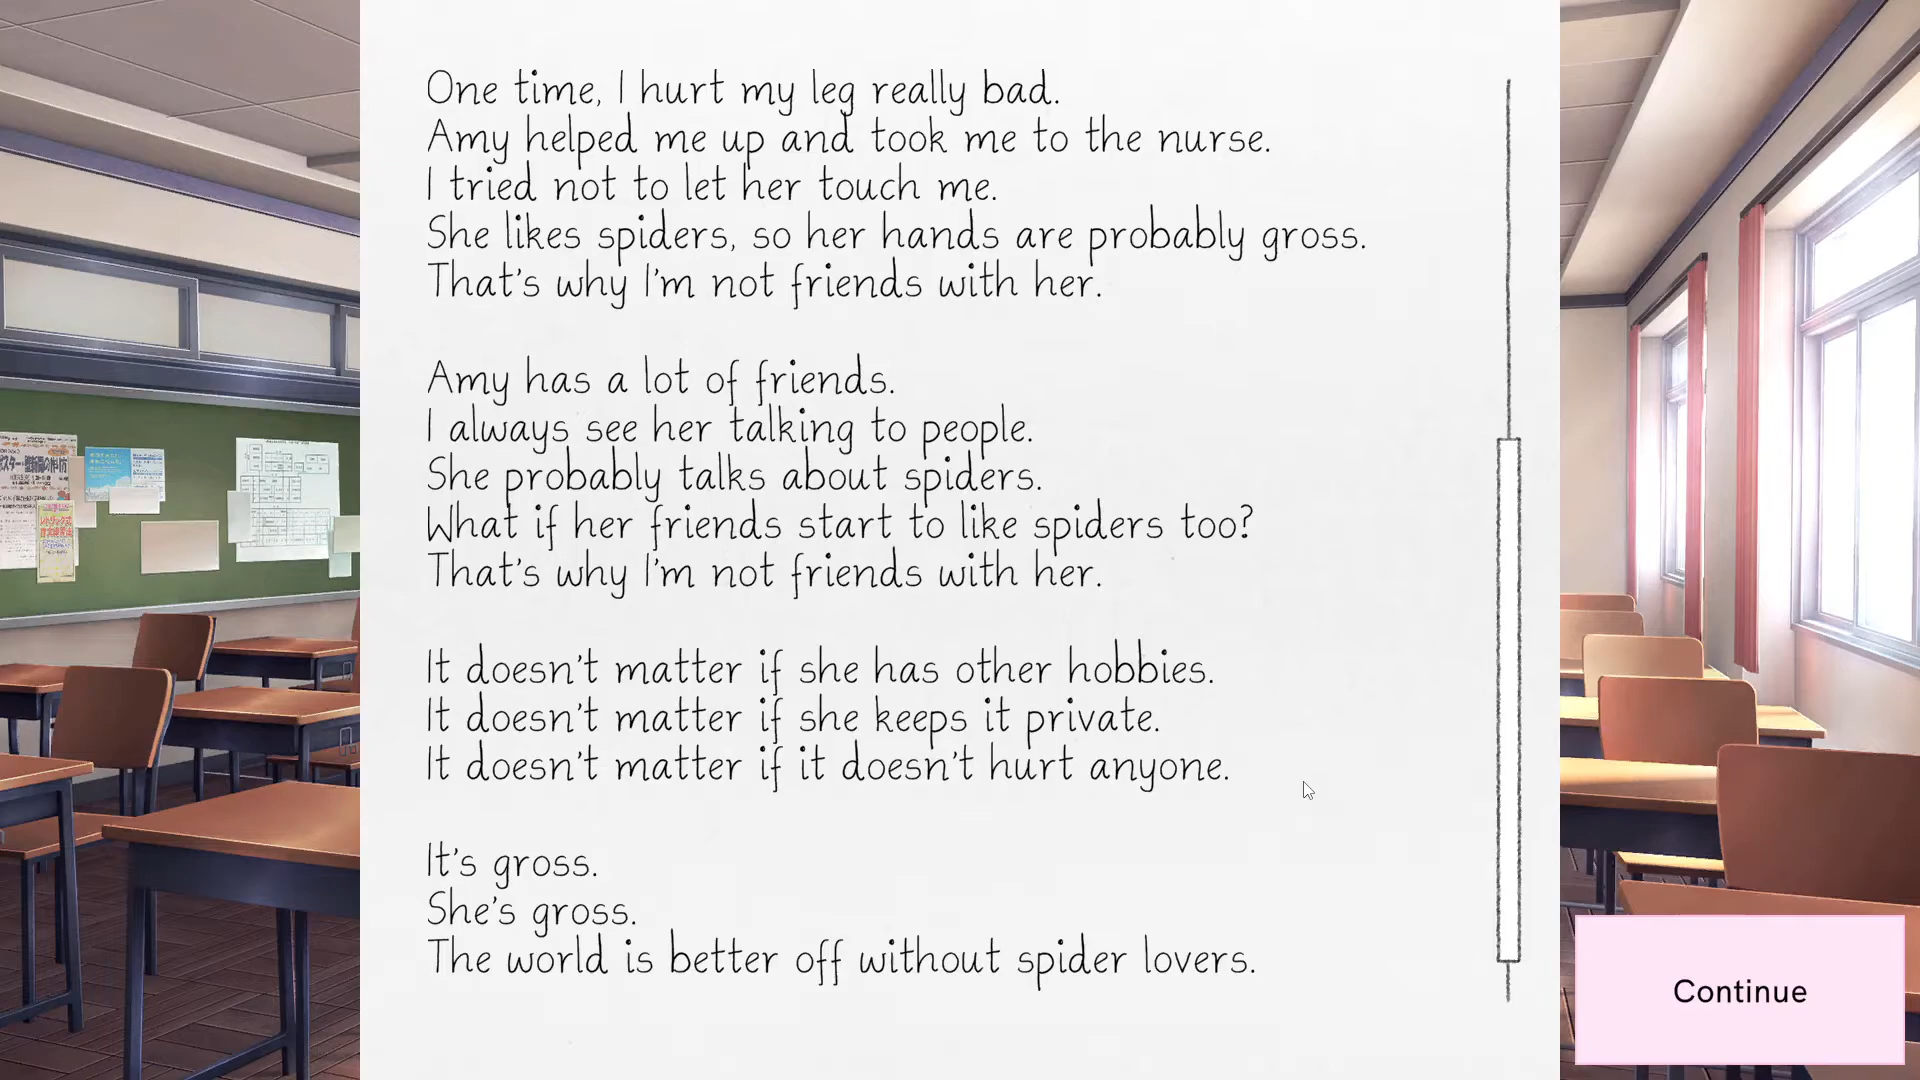 One time, I hurt my leg really bad.
Amy helped me up and took me to the nurse.
I tried not to let her touch me.
She likes spiders, so her hands are probably gross.
That's why I'm not friends with her.
Amy has a lot of friends.
I always see her talking to people.
She probably talks about spiders.
What if her friends start to like spiders too?
That's why I'm not friends with her.
It doesn't matter if she has other hobbies.
It doesn't matter if she keeps it private.
It doesn't matter if it doesn't hurt anyone.
It's gross.
She's gross.
The world is better off without spider lovers.
Continue